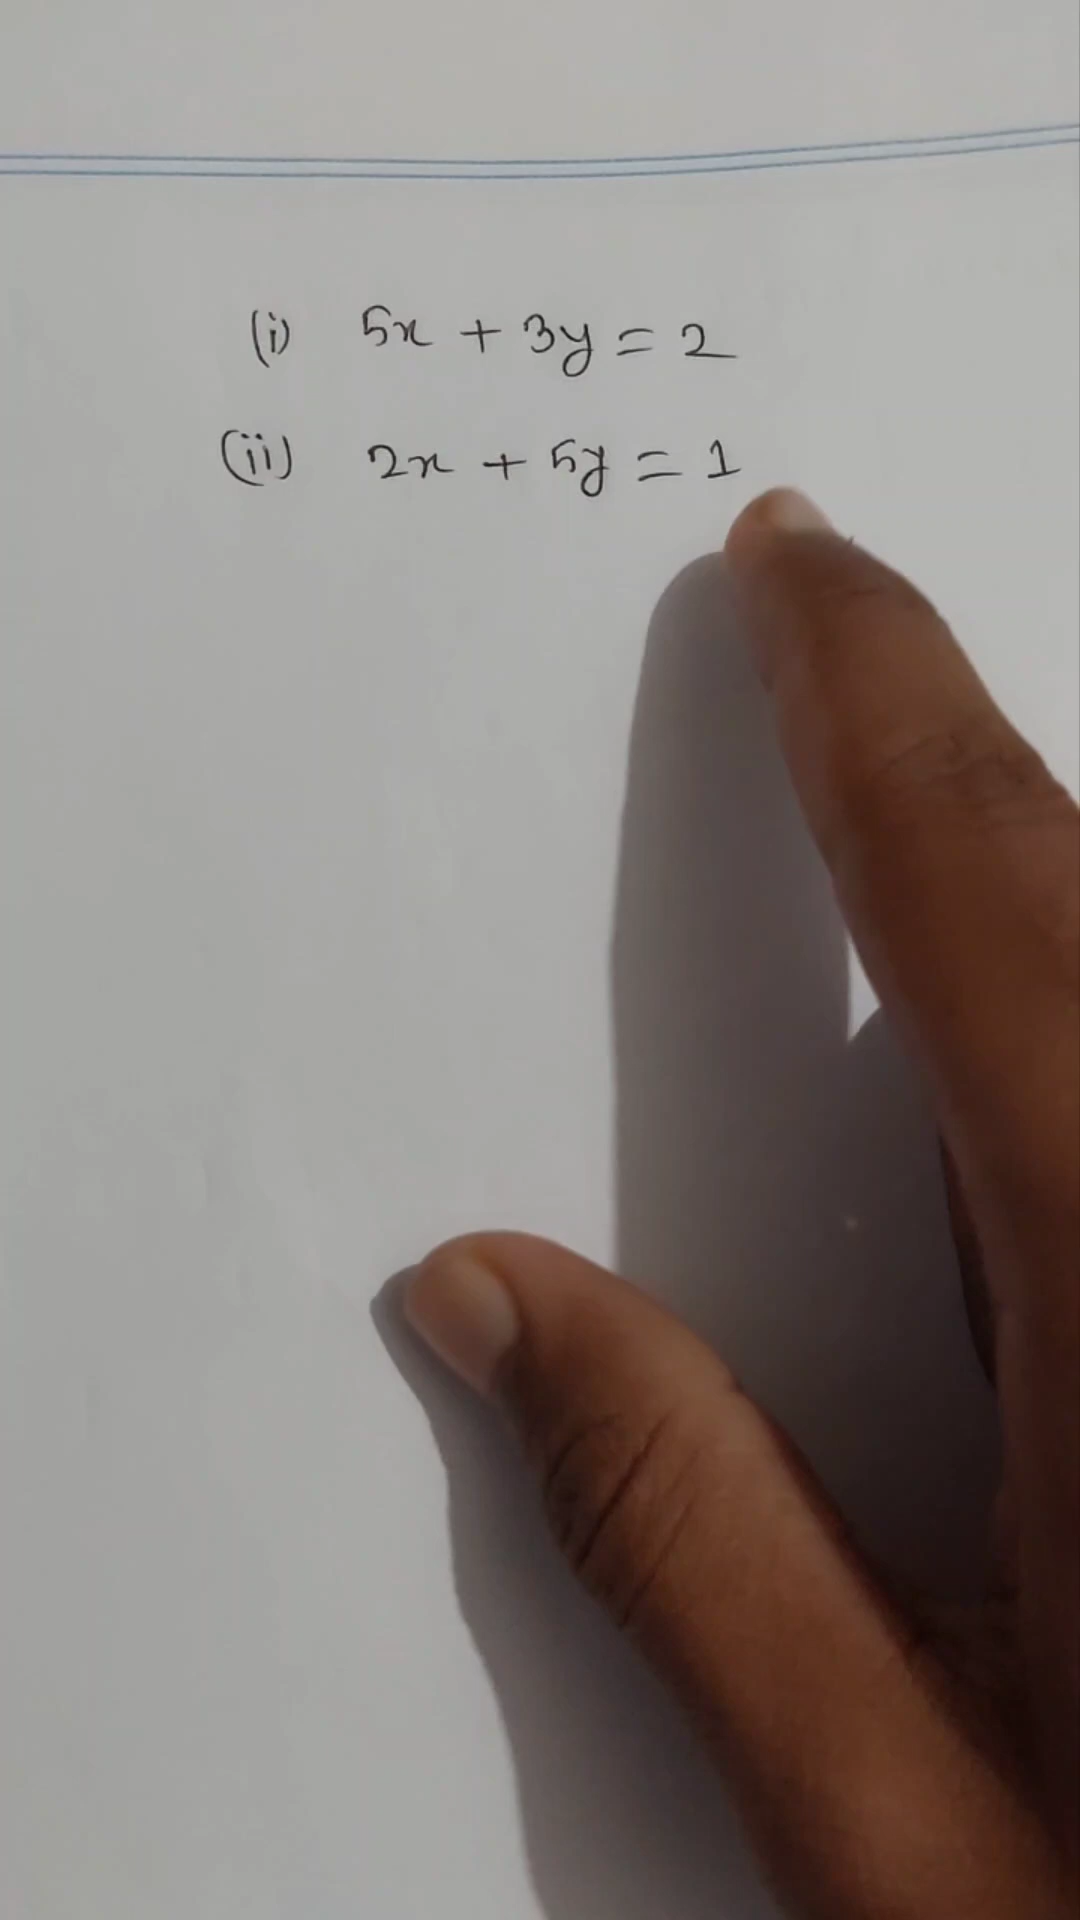 (i) 5x + 3y = 2
(ii) 2x + 5y = 1